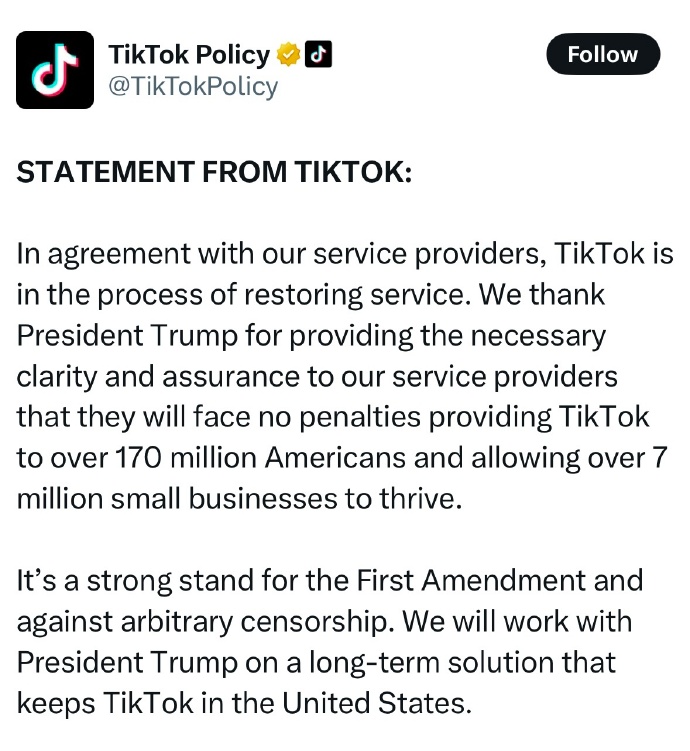 TikTok Policy
@TikTokPolicy
Follow
STATEMENT FROM TIKTOK:
In agreement with our service providers, TikTok is
in the process of restoring service. We thank
President Trump for providing the necessary
clarity and assurance to our service providers
that they will face no penalties providing TikTok
to over 170 million Americans and allowing over 7
million small businesses to thrive.
It’s a strong stand for the First Amendment and
against arbitrary censorship. We will work with
President Trump on a long-term solution that
keeps TikTok in the United States.